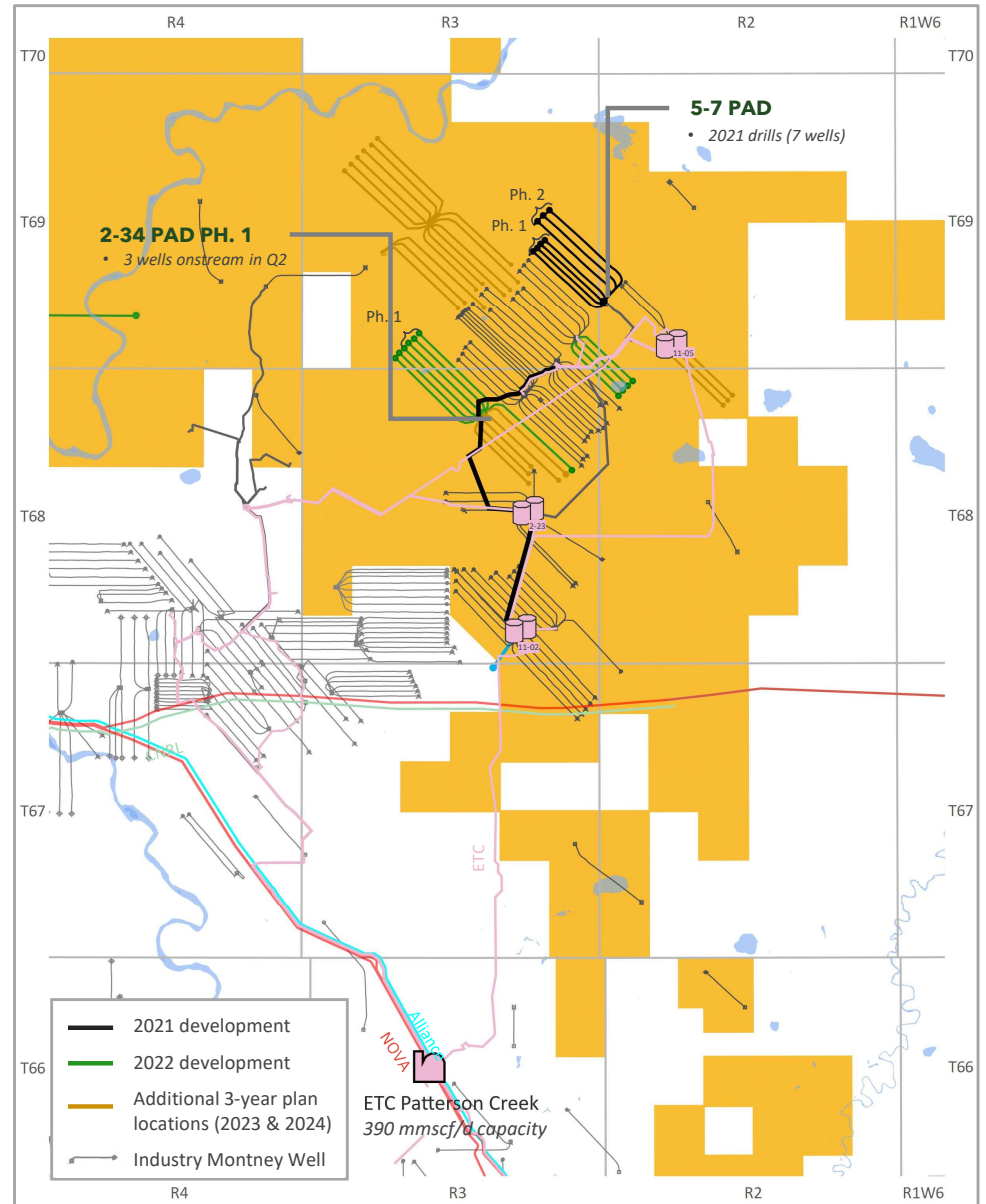 R4 R3 R2 R1W6
T70 T70
5-7 PAD
• 2021 drills (7 wells)
Ph. 2
T69 T69
Ph. 1
2-34 PAD PH. 1
• 3 wells onstream in Q2
Ph. 1
11-05
T68 T68
2-23
11-02
CNRL
T67 T67
ETC
Alliance
NOVA
T66 T66
ETC Patterson Creek
390 mmscf/d capacity
2021 development
2022 development
Additional 3-year plan
locations (2023 & 2024)
Industry Montney Well
R4 R3 R2 R1W6